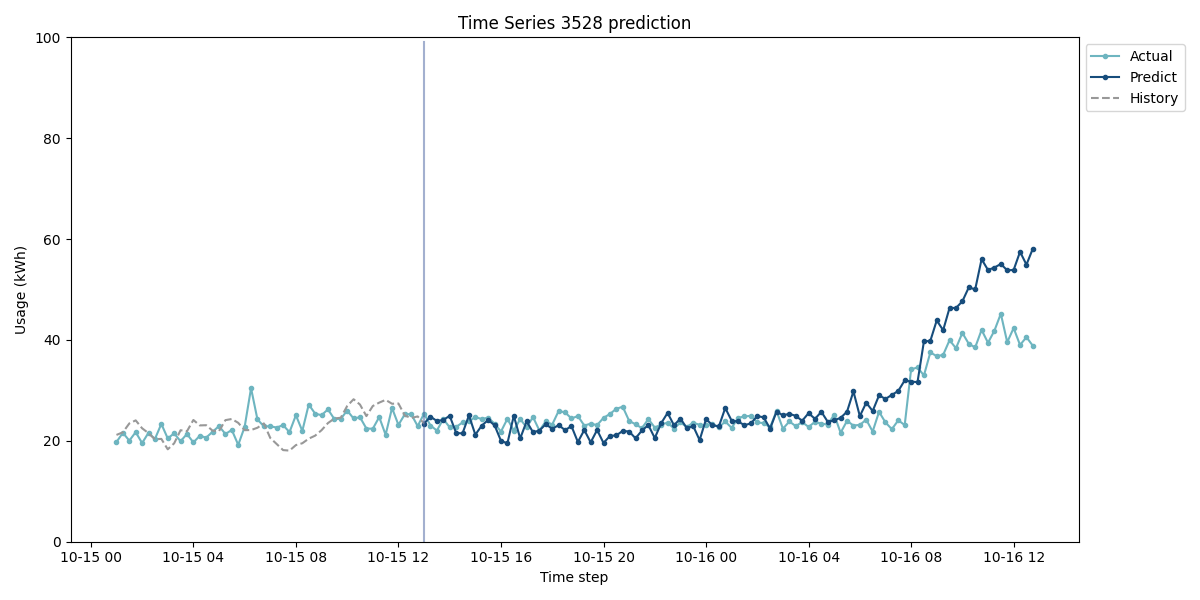 Time Series 3528 prediction
100
80
60
40
20
0
Usage (kWh)
10-15 00
10-15 04
10-15 08
10-15 12
10-15 16
10-15 20
10-16 00
10-16 04
10-16 08
10-16 12
Time step
Actual
Predict
History